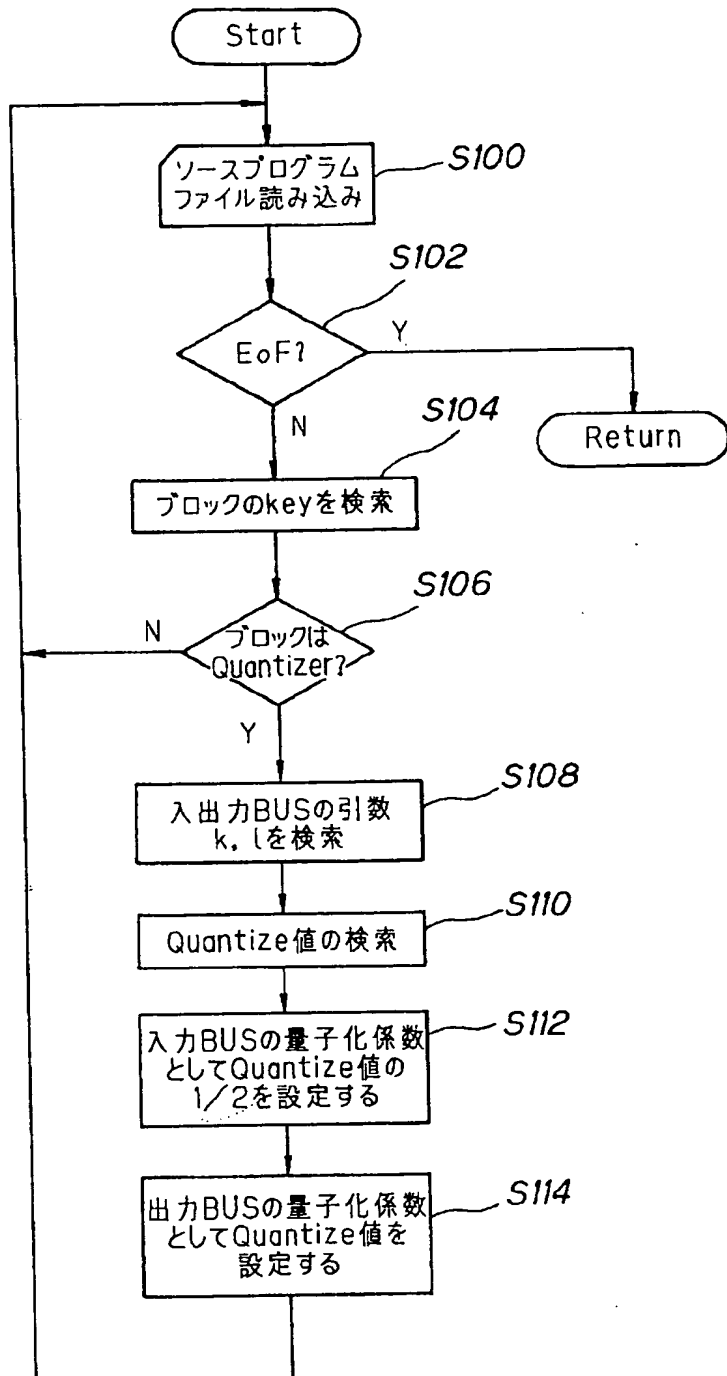 Start
ソースプログラム
ファイル読み込み
S100
S102
EoF?
Y
N
Return
S104
ブロックのkeyを検索
S106
N
ブロックは
Quantizer?
Y
S108
入出力BUSの引数
k, lを検索
S110
Quantize値の検索
S112
入力BUSの量子化係数
としてQuantize値の
1/2を設定する
S114
出力BUSの量子化係数
としてQuantize値を
設定する